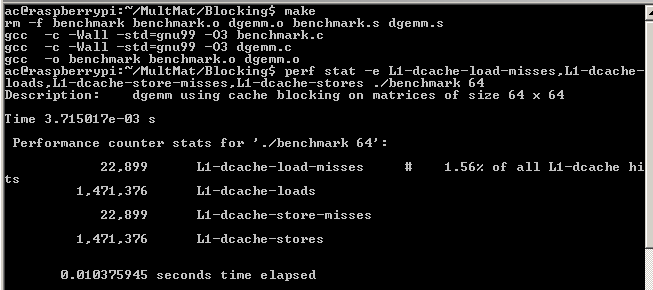 ac@raspberrypi:~/MultMat/Blocking$ make
rm -f benchmark benchmark.o dgemm.o benchmark.s dgemm.s
gcc  -c -Wall -std=gnu99 -O3 benchmark.c
gcc  -c -Wall -std=gnu99 -O3 dgemm.c
gcc  -o benchmark benchmark.o dgemm.o
ac@raspberrypi:~/MultMat/Blocking$ perf stat -e L1-dcache-load-misses,L1-dcache-
loads,L1-dcache-store-misses,L1-dcache-stores ./benchmark 64
Description:    dgemm using cache blocking on matrices of size 64 x 64
Time 3.715017e-03 s
Performance counter stats for './benchmark 64':
22,899      L1-dcache-load-misses     #    1.56% of all L1-dcache hi
ts
1,471,376      L1-dcache-loads
22,899      L1-dcache-store-misses
1,471,376      L1-dcache-stores
0.010375945 seconds time elapsed